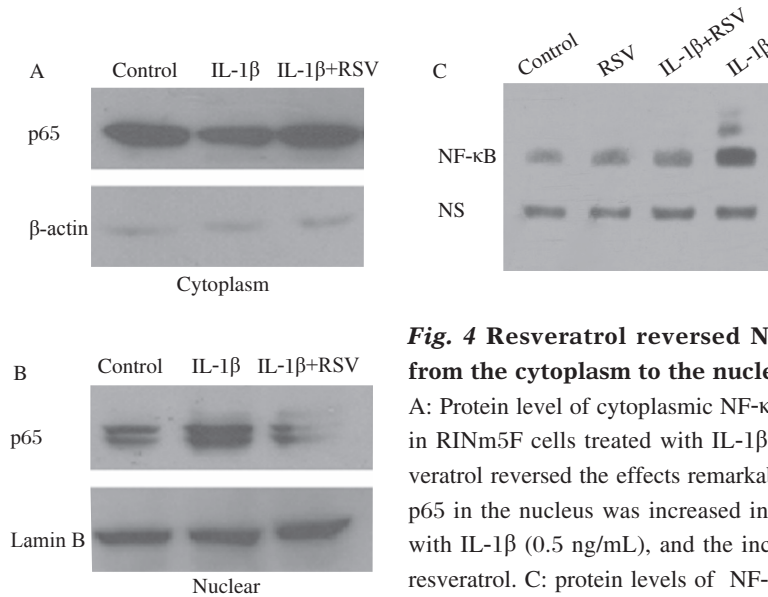 A
Control IL-1β IL-1β+RSV
p65
β-actin
Cytoplasm
B
Control IL-1β IL-1β+RSV
p65
Lamin B
Nuclear
C
Control RSV IL-1β+RSV IL-1β
NF-κB
NS
Fig. 4 Resveratrol reversed N
from the cytoplasm to the nucle
A: Protein level of cytoplasmic NF-κ
in RINm5F cells treated with IL-1β
veratrol reversed the effects remarkab
p65 in the nucleus was increased in
with IL-1β (0.5 ng/mL), and the inc
resveratrol. C: protein levels of NF-